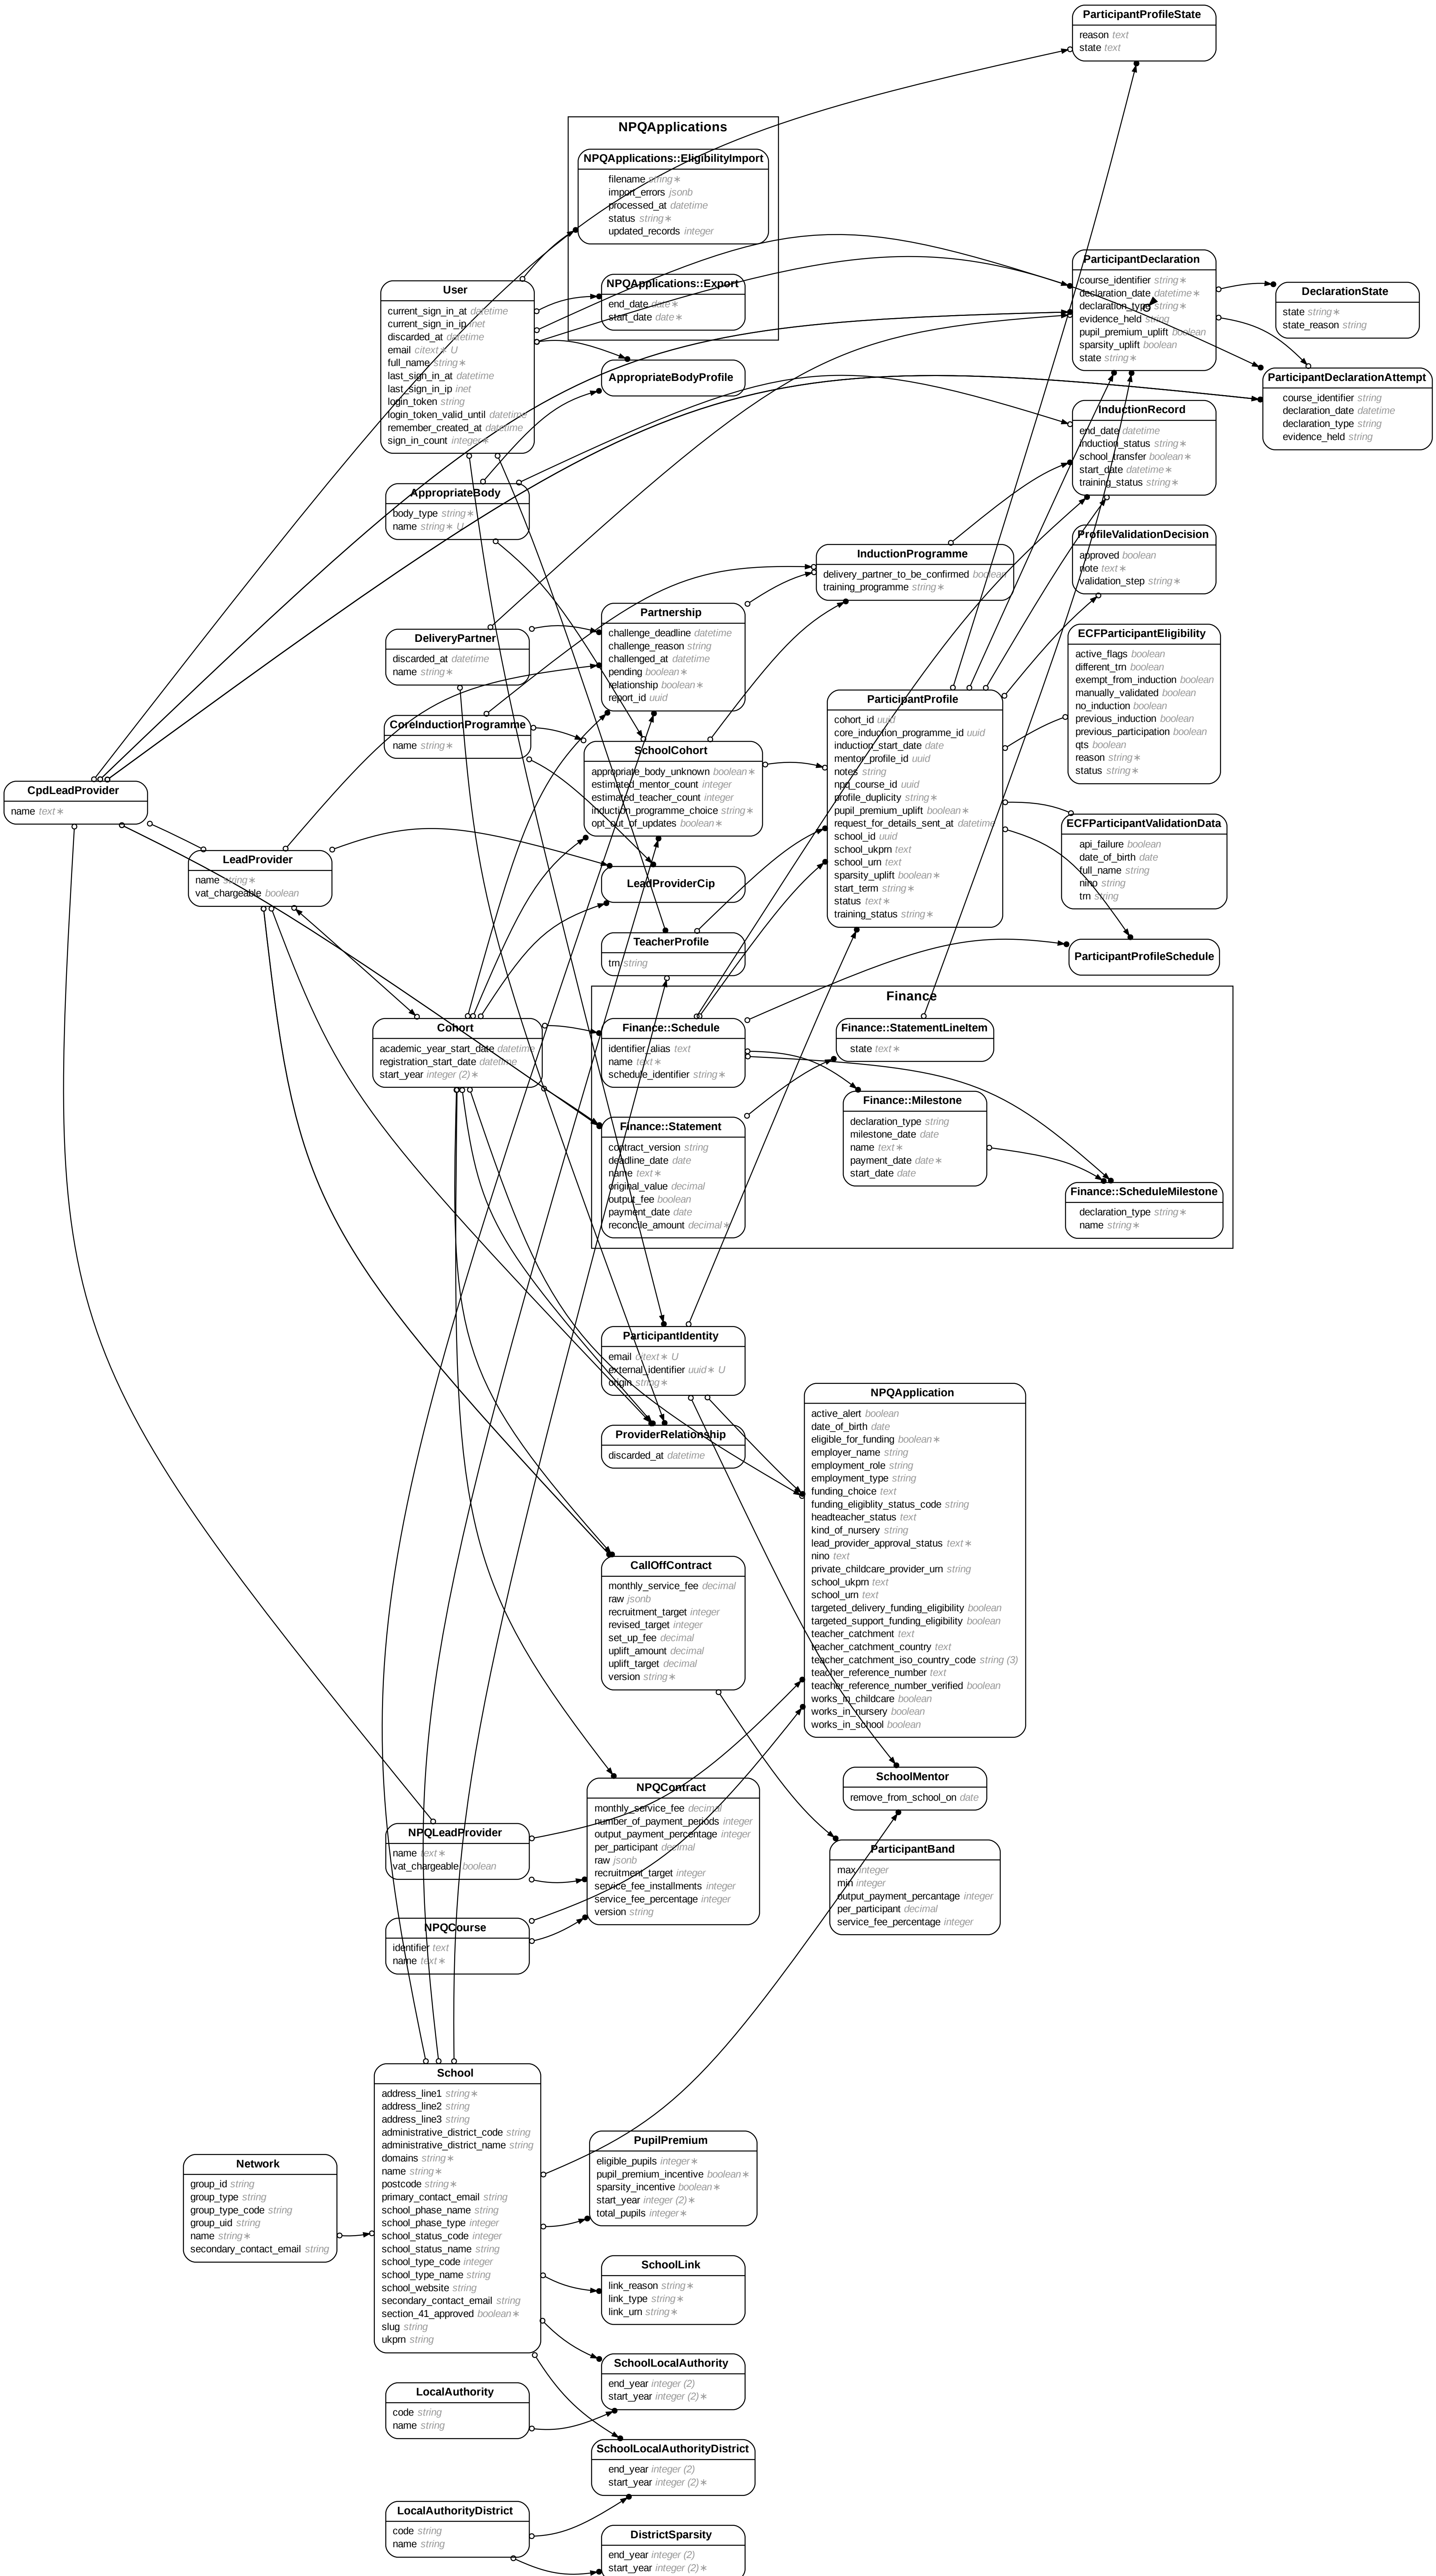 ParticipantProfileState
reason text
state text
NPQApplications
NPQApplications::EligibilityImport
filename string∗
import_errors jsonb
processed_at datetime
status string∗
updated_records integer
NPQApplications::Export
end_date date∗
start_date date∗
User
current_sign_in_at datetime
current_sign_in_ip inet
discarded_at datetime
email citext∗ U
full_name string∗
last_sign_in_at datetime
last_sign_in_ip inet
login_token string
login_token_valid_until datetime
remember_created_at datetime
sign_in_count integer∗
ParticipantDeclaration
course_identifier string∗
declaration_date datetime∗
declaration_type string∗
evidence_held string
pupil_premium_uplift boolean
sparsity_uplift boolean
state string∗
DeclarationState
state string∗
state_reason string
AppropriateBodyProfile
ParticipantDeclarationAttempt
course_identifier string
declaration_date datetime
declaration_type string
evidence_held string
InductionRecord
end_date datetime
induction_status string∗
school_transfer boolean∗
start_date datetime∗
training_status string∗
AppropriateBody
body_type string∗
name string∗ U
ProfileValidationDecision
approved boolean
note text∗
validation_step string∗
InductionProgramme
delivery_partner_to_be_confirmed boolean
training_programme string∗
Partnership
challenge_deadline datetime
challenge_reason string
challenged_at datetime
pending boolean∗
relationship boolean∗
report_id uuid
DeliveryPartner
discarded_at datetime
name string∗
ECFParticipantEligibility
active_flags boolean
different_trn boolean
exempt_from_induction boolean
manually_validated boolean
no_induction boolean
previous_induction boolean
previous_participation boolean
qts boolean
reason string∗
status string∗
ParticipantProfile
cohort_id uuid
core_induction_programme_id uuid
induction_start_date date
mentor_profile_id uuid
notes string
npq_course_id uuid
profile_duplicity string∗
pupil_premium_uplift boolean∗
request_for_details_sent_at datetime
school_id uuid
school_ukprn text
school_urn text
sparsity_uplift boolean∗
start_term string∗
status text∗
training_status string∗
CoreInductionProgramme
name string∗
SchoolCohort
appropriate_body_unknown boolean∗
estimated_mentor_count integer
estimated_teacher_count integer
induction_programme_choice string∗
opt_out_of_updates boolean∗
CpdLeadProvider
name text∗
ECFParticipantValidationData
api_failure boolean
date_of_birth date
full_name string
nino string
trn string
LeadProvider
name string∗
vat_chargeable boolean
LeadProviderCip
TeacherProfile
trn string
ParticipantProfileSchedule
Finance
Cohort
academic_year_start_date datetime
registration_start_date datetime
start_year integer (2)∗
Finance::Schedule
identifier_alias text
name text∗
schedule_identifier string∗
Finance::StatementLineItem
state text∗
Finance::Milestone
declaration_type string
milestone_date date
name text∗
payment_date date∗
start_date date
Finance::Statement
contract_version string
deadline_date date
name text∗
original_value decimal
output_fee boolean
payment_date date
reconcile_amount decimal∗
Finance::ScheduleMilestone
declaration_type string∗
name string∗
ParticipantIdentity
email citext∗ U
external_identifier uuid∗ U
origin string∗
ProviderRelationship
discarded_at datetime
NPQApplication
active_alert boolean
date_of_birth date
eligible_for_funding boolean∗
employer_name string
employment_role string
employment_type string
funding_choice text
funding_eligiblity_status_code string
headteacher_status text
kind_of_nursery string
lead_provider_approval_status text∗
nino text
private_childcare_provider_urn string
school_ukprn text
school_urn text
targeted_delivery_funding_eligibility boolean
targeted_support_funding_eligibility boolean
teacher_catchment text
teacher_catchment_country text
teacher_catchment_iso_country_code string (3)
teacher_reference_number text
teacher_reference_number_verified boolean
works_in_childcare boolean
works_in_nursery boolean
works_in_school boolean
CallOffContract
monthly_service_fee decimal
raw jsonb
recruitment_target integer
revised_target integer
set_up_fee decimal
uplift_amount decimal
uplift_target decimal
version string∗
SchoolMentor
remove_from_school_on date
NPQContract
monthly_service_fee decimal
number_of_payment_periods integer
output_payment_percentage integer
per_participant decimal
raw jsonb
recruitment_target integer
service_fee_installments integer
service_fee_percentage integer
version string
NPQLeadProvider
name text∗
vat_chargeable boolean
ParticipantBand
max integer
min integer
output_payment_percantage integer
per_participant decimal
service_fee_percentage integer
NPQCourse
identifier text
name text∗
School
address_line1 string∗
address_line2 string
address_line3 string
administrative_district_code string
administrative_district_name string
domains string∗
name string∗
postcode string∗
primary_contact_email string
school_phase_name string
school_phase_type integer
school_status_code integer
school_status_name string
school_type_code integer
school_type_name string
school_website string
secondary_contact_email string
section_41_approved boolean∗
slug string
ukprn string
Network
group_id string
group_type string
group_type_code string
group_uid string
name string∗
secondary_contact_email string
PupilPremium
eligible_pupils integer∗
pupil_premium_incentive boolean∗
sparsity_incentive boolean∗
start_year integer (2)∗
total_pupils integer∗
SchoolLink
link_reason string∗
link_type string∗
link_urn string∗
SchoolLocalAuthority
end_year integer (2)
start_year integer (2)∗
LocalAuthority
code string
name string
SchoolLocalAuthorityDistrict
end_year integer (2)
start_year integer (2)∗
LocalAuthorityDistrict
code string
name string
DistrictSparsity
end_year integer (2)
start_year integer (2)∗